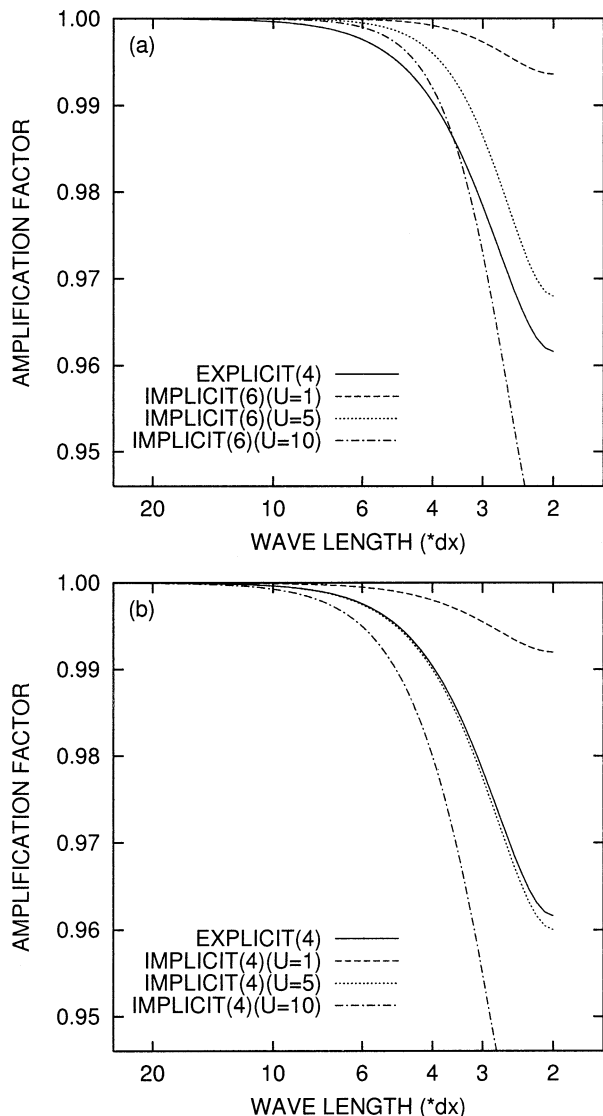 (a)
AMPLIFICATION FACTOR
1.00
0.99
0.98
0.97
0.96
0.95
EXPLICIT(4)
IMPLICIT(6)(U=1)
IMPLICIT(6)(U=5)
IMPLICIT(6)(U=10)
20 10 6 4 3 2
WAVE LENGTH (*dx)
(b)
AMPLIFICATION FACTOR
1.00
0.99
0.98
0.97
0.96
0.95
EXPLICIT(4)
IMPLICIT(4)(U=1)
IMPLICIT(4)(U=5)
IMPLICIT(4)(U=10)
20 10 6 4 3 2
WAVE LENGTH (*dx)